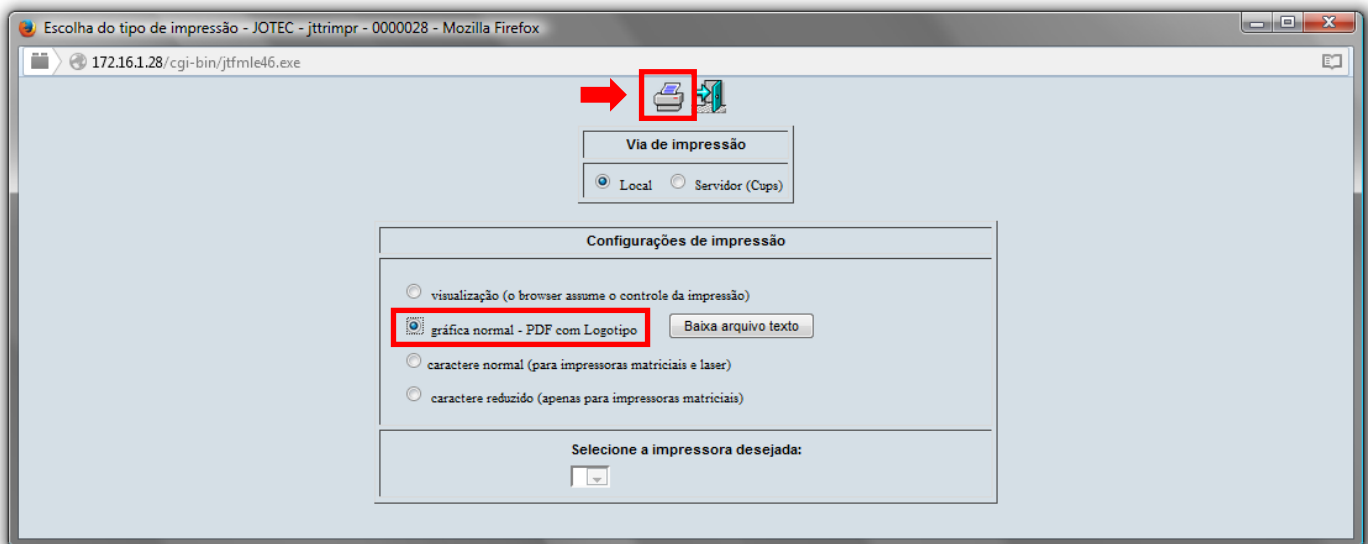 Escolha do tipo de impressão - JOTEC - jttrimpr - 0000028 - Mozilla Firefox
172.16.1.28/cgi-bin/jtfmle46.exe
Via de impressão
Local Servidor (Cups)
Configurações de impressão
visualização (o browser assume o controle da impressão)
gráfica normal - PDF com Logotipo Baixa arquivo texto
caractere normal (para impressoras matriciais e laser)
caractere reduzido (apenas para impressoras matriciais)
Selecione a impressora desejada: